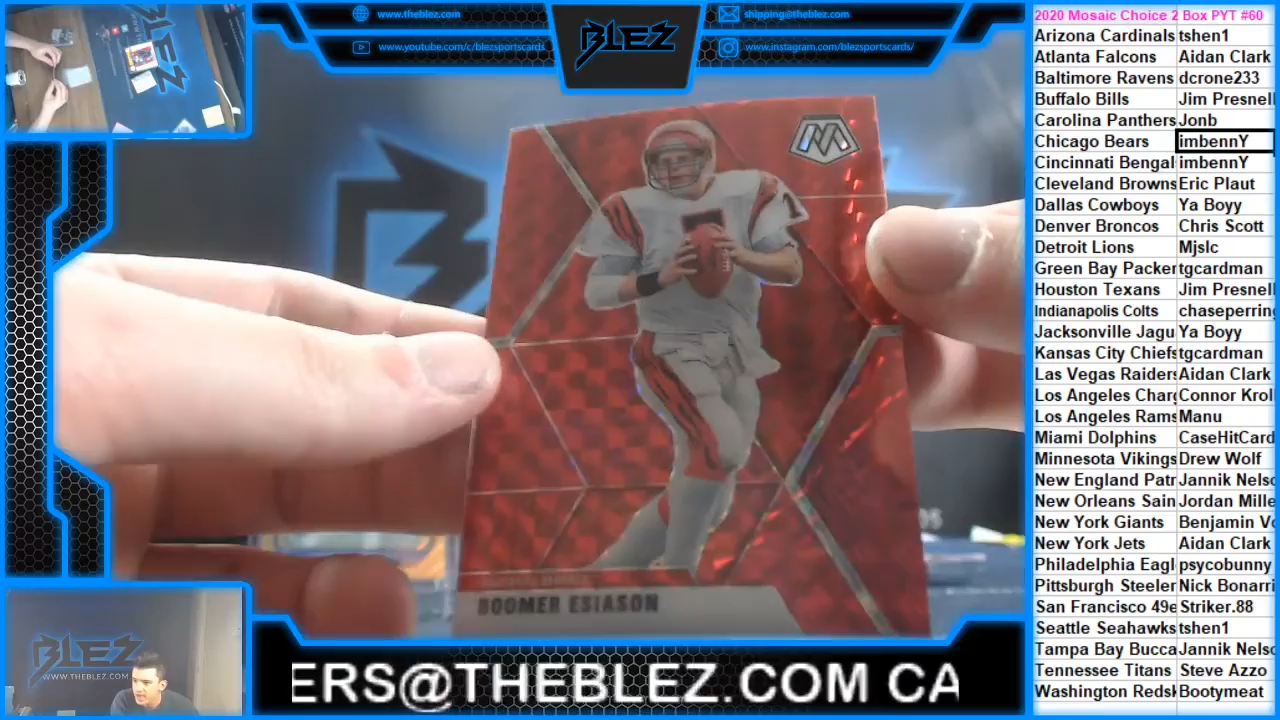 www.theblez.com
www.youtube.com/c/blezsportscards
BLEZ
shipping@theblez.com
www.instagram.com/blezsportscards/
2020 Mosaic Choice 2 Box PYT #60
Arizona Cardinals tshen1
Atlanta Falcons Aidan Clark
Baltimore Ravens dcrone233
Buffalo Bills Jim Presnell
Carolina Panthers Jonb
Chicago Bears imbennY
Cincinnati Bengal imbennY
Cleveland Browns Eric Plaut
Dallas Cowboys Ya Boyy
Denver Broncos Chris Scott
Detroit Lions Mjslc
Green Bay Packer tgcardman
Houston Texans Jim Presnell
Indianapolis Colts chaseperring
Jacksonville Jagu Ya Boyy
Kansas City Chiefs tgcardman
Las Vegas Raiders Aidan Clark
Los Angeles Charg Connor Krol
Los Angeles Rams Manu
Miami Dolphins CaseHitCard
Minnesota Vikings Drew Wolf
New England Patr Jannik Nelso
New Orleans Sain Jordan Mille
New York Giants Benjamin Vo
New York Jets Aidan Clark
Philadelphia Eagl psycobunny
Pittsburgh Steeler Nick Bonarri
San Francisco 49e Striker.88
Seattle Seahawks tshen1
Tampa Bay Bucca Jannik Nelso
Tennessee Titans Steve Azzo
Washington Redsk Bootymeat
BLEZ
M
7
BOOMER ESIASON
BLEZ
WWW.THEBLEZ.COM
ERS@THEBLEZ.COM CA